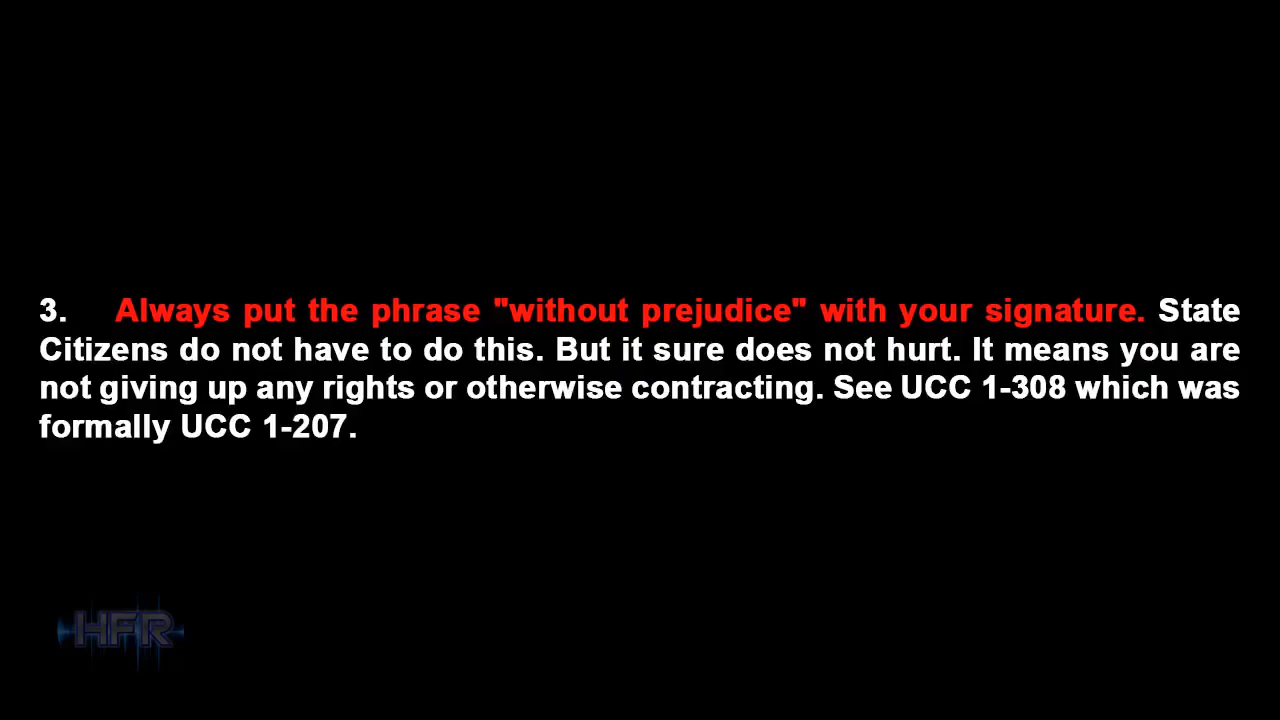 3. Always put the phrase "without prejudice" with your signature. State
Citizens do not have to do this. But it sure does not hurt. It means you are
not giving up any rights or otherwise contracting. See UCC 1-308 which was
formally UCC 1-207.
HFR